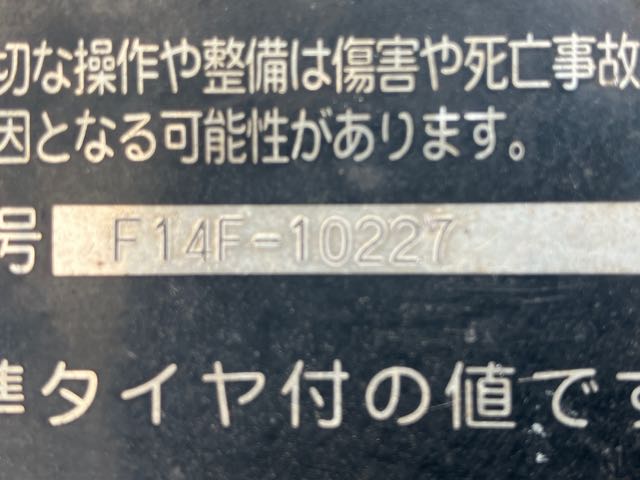 切な操作や整備は傷害や死亡事故
因となる可能性があります。
号 F14F-10227
準タイヤ付の値です